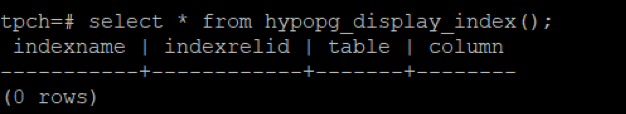 tpch=# select * from hypopg_display_index();
 indexname | indexrelid | table | column
-----------+------------+-------+--------
(0 rows)